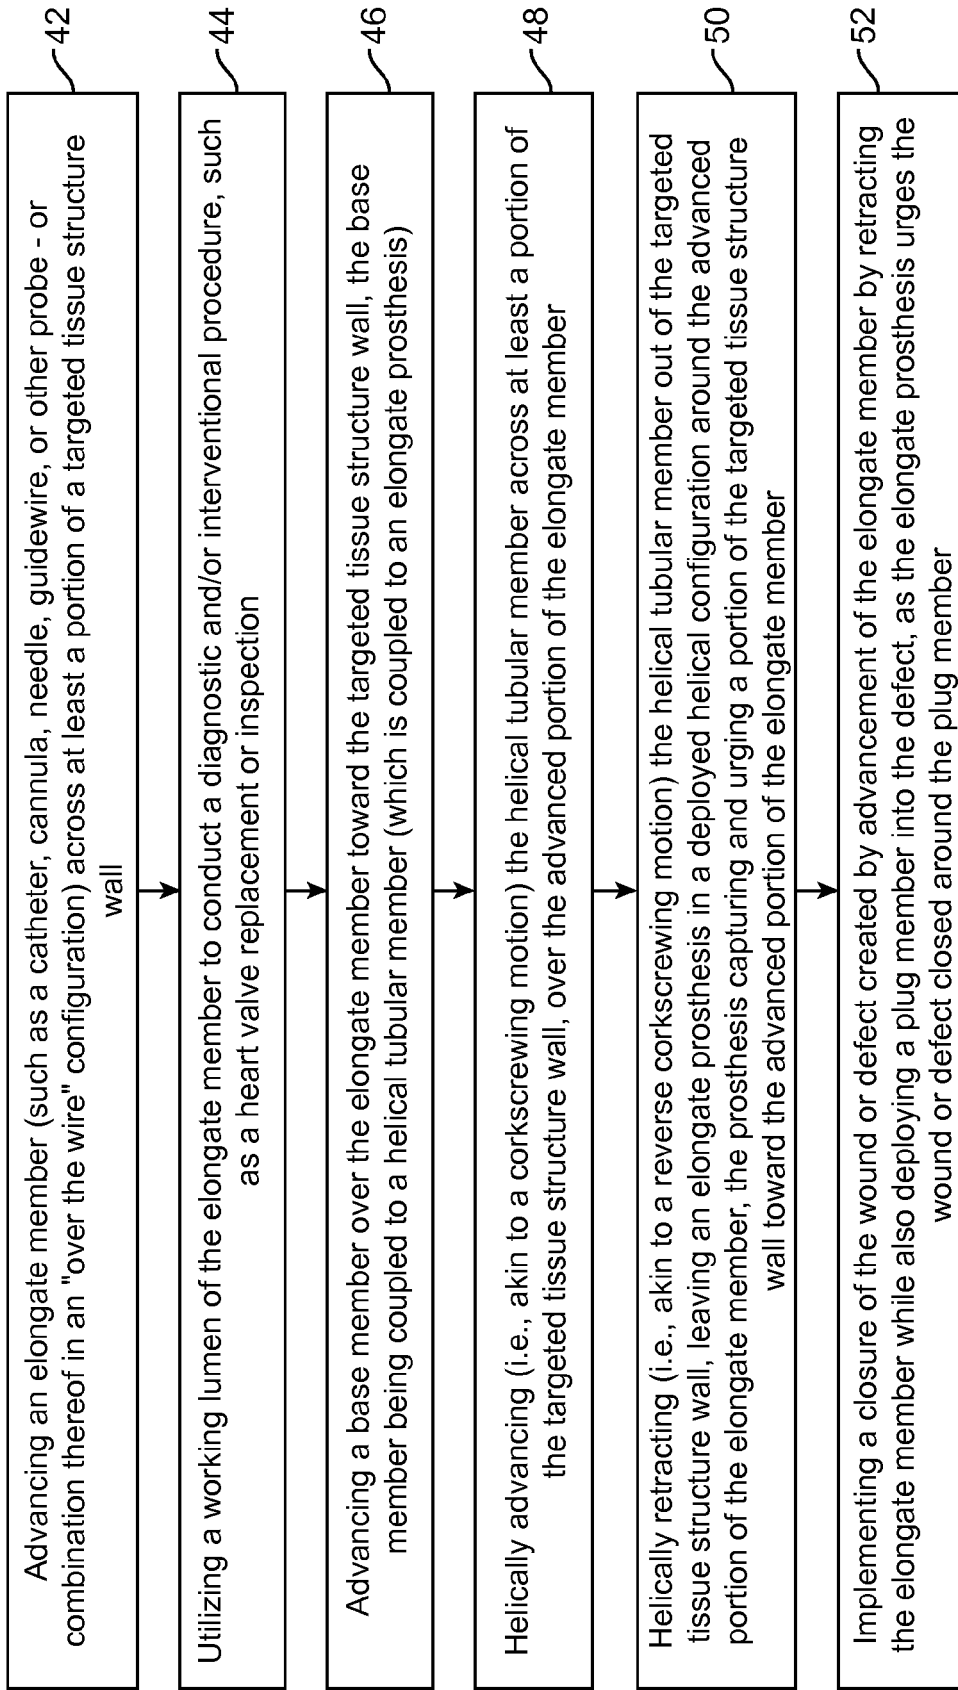 Advancing an elongate member (such as a catheter, cannula, needle, guidewire, or other probe - or
combination thereof in an "over the wire" configuration) across at least a portion of a targeted tissue structure
wall
42
Utilizing a working lumen of the elongate member to conduct a diagnostic and/or interventional procedure, such
as a heart valve replacement or inspection
44
Advancing a base member over the elongate member toward the targeted tissue structure wall, the base
member being coupled to a helical tubular member (which is coupled to an elongate prosthesis)
46
Helically advancing (i.e., akin to a corkscrewing motion) the helical tubular member across at least a portion of
the targeted tissue structure wall, over the advanced portion of the elongate member
48
Helically retracting (i.e., akin to a reverse corkscrewing motion) the helical tubular member out of the targeted
tissue structure wall, leaving an elongate prosthesis in a deployed helical configuration around the advanced
portion of the elongate member, the prosthesis capturing and urging a portion of the targeted tissue structure
wall toward the advanced portion of the elongate member
50
Implementing a closure of the wound or defect created by advancement of the elongate member by retracting
the elongate member while also deploying a plug member into the defect, as the elongate prosthesis urges the
wound or defect closed around the plug member
52